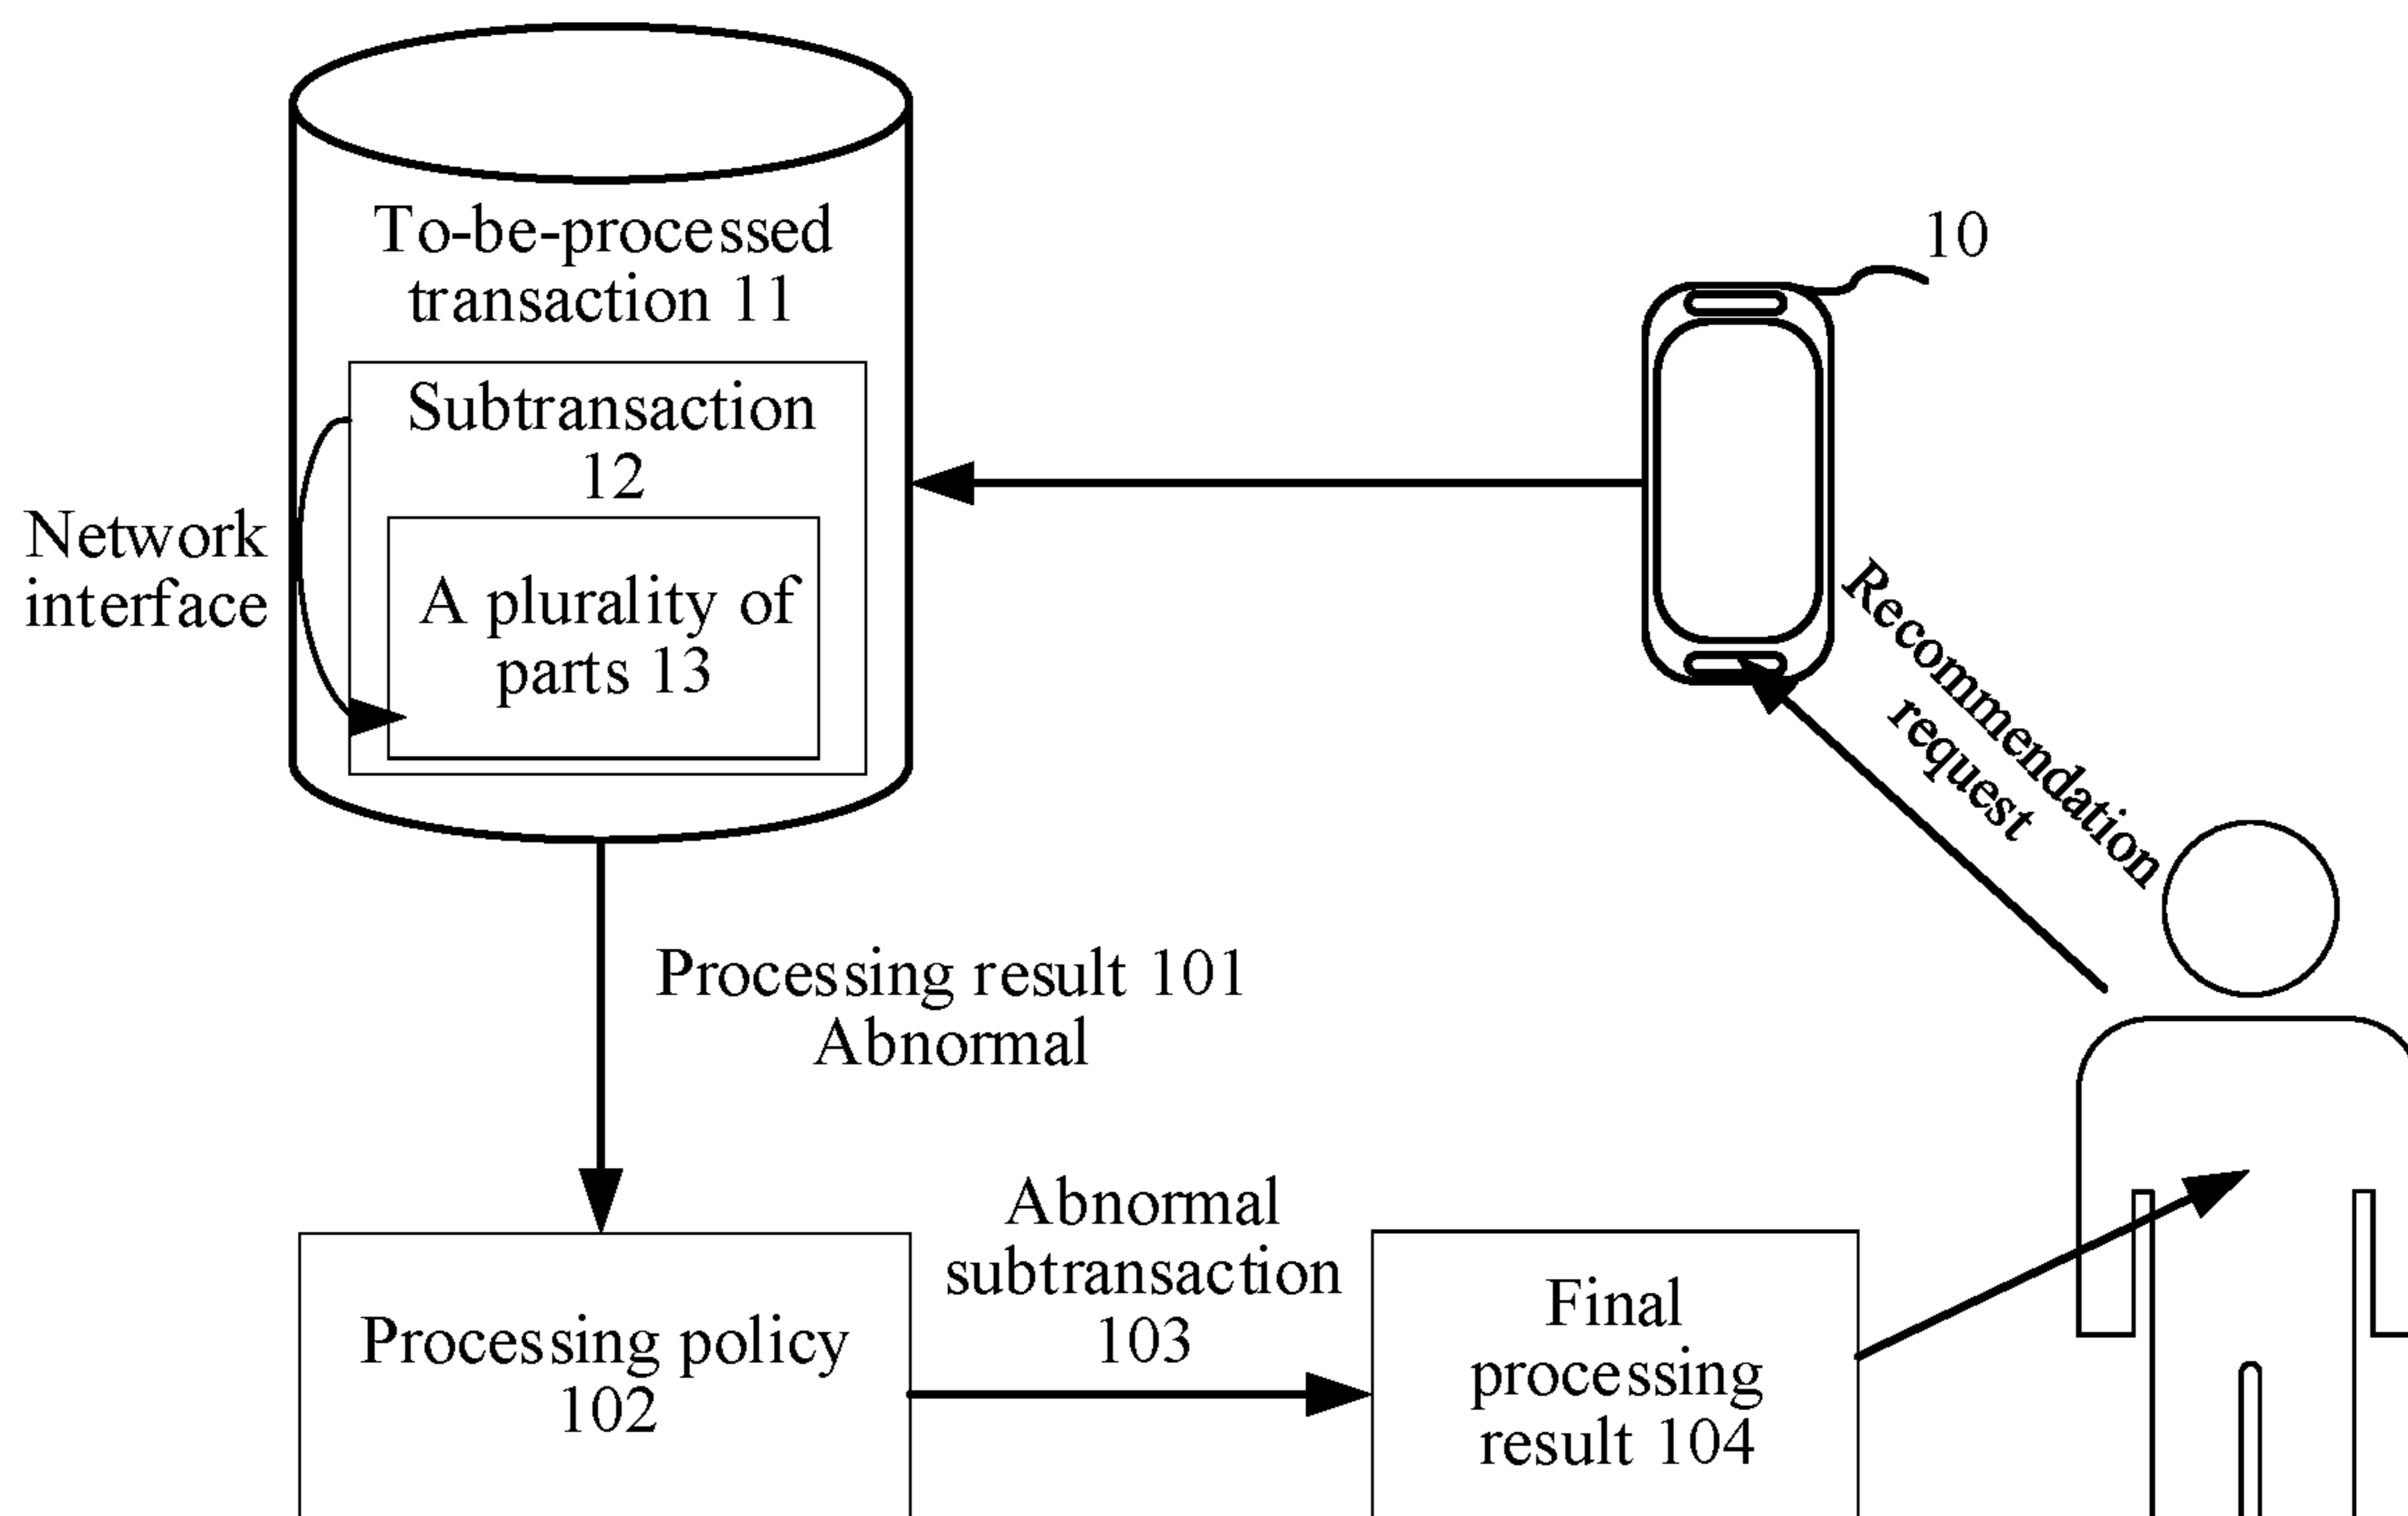 To-be-processed
transaction 11
10
Subtransaction
12
Network
interface
A plurality of
parts 13
Recommendation
request
Processing result 101
Abnormal
Abnormal
subtransaction
103
Processing policy
102
Final
processing
result 104